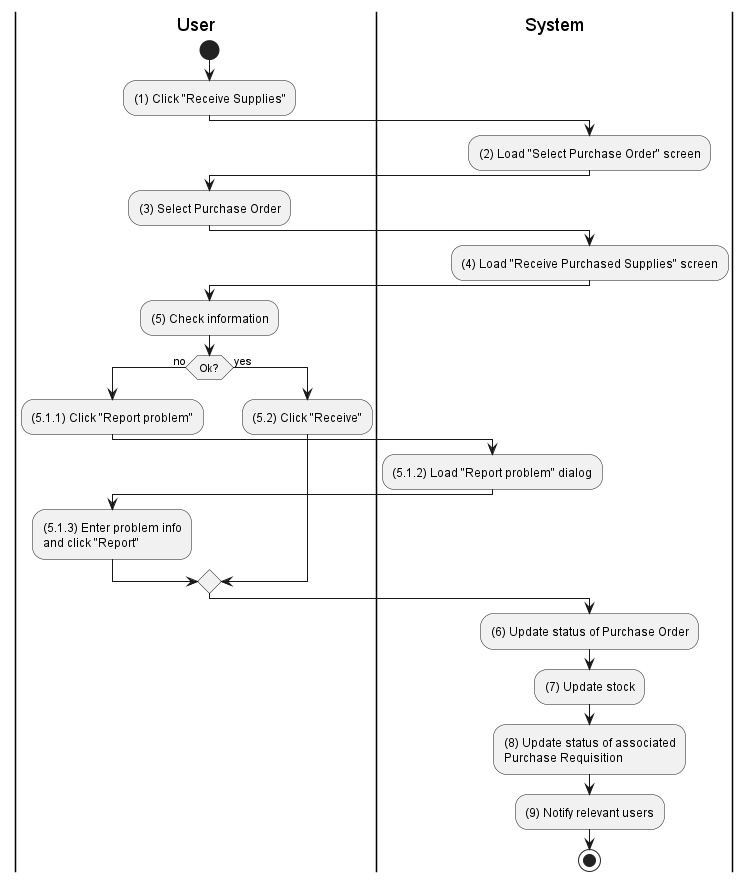 User
System
(1) Click "Receive Supplies"
(2) Load "Select Purchase Order" screen
(3) Select Purchase Order
(4) Load "Receive Purchased Supplies" screen
(5) Check information
no
Ok?
yes
(5.1.1) Click "Report problem"
(5.2) Click "Receive"
(5.1.2) Load "Report problem" dialog
(5.1.3) Enter problem info
and click "Report"
(6) Update status of Purchase Order
(7) Update stock
(8) Update status of associated
Purchase Requisition
(9) Notify relevant users